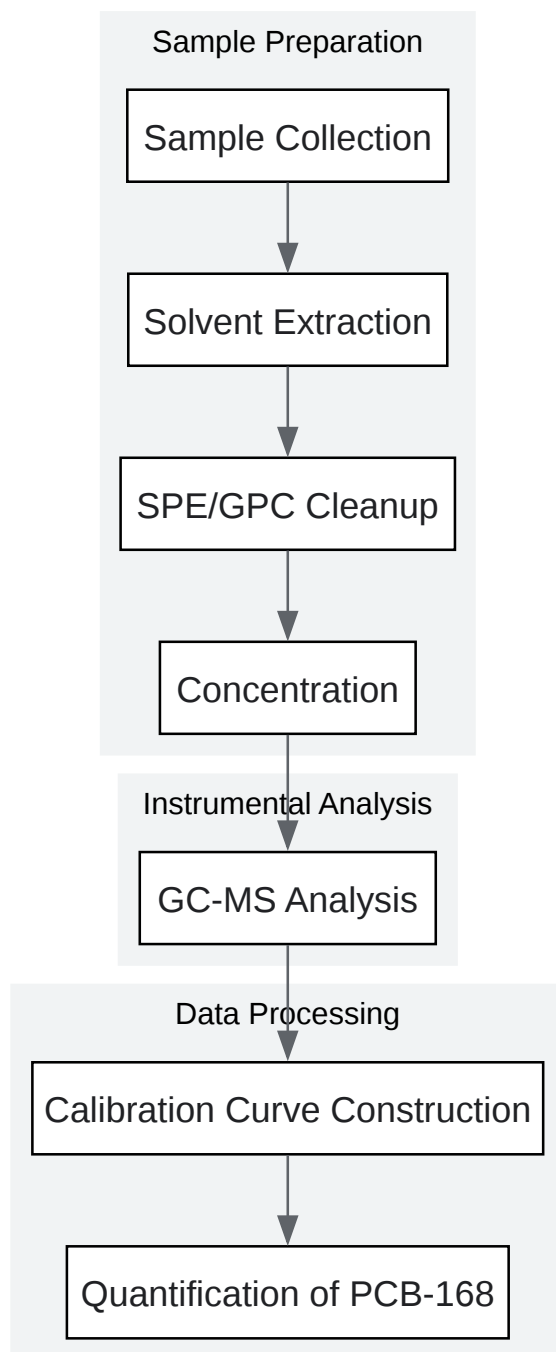 Sample Preparation
Sample Collection
Solvent Extraction
SPE/GPC Cleanup
Concentration
Instrumental Analysis
GC-MS Analysis
Data Processing
Calibration Curve Construction
Quantification of PCB-168